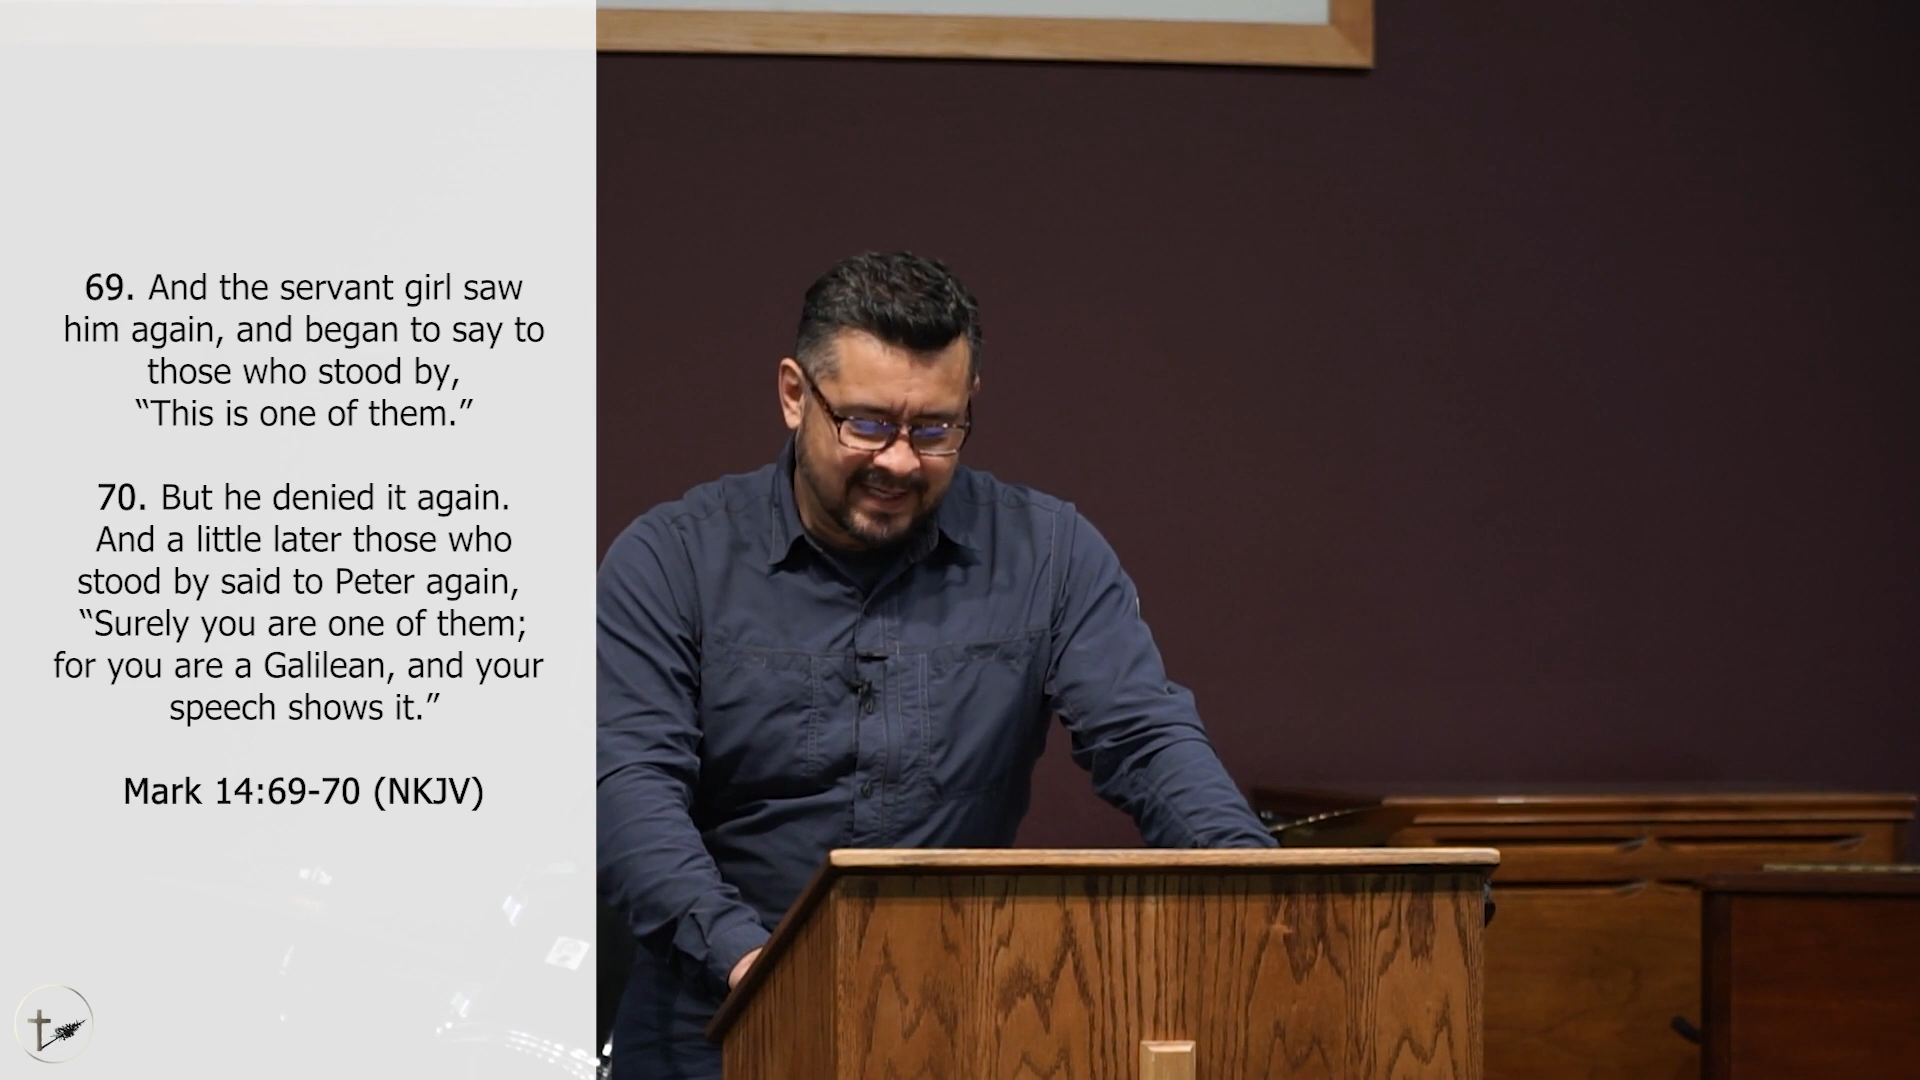 69. And the servant girl saw
him again, and began to say to
those who stood by,
“This is one of them.”
70. But he denied it again.
And a little later those who
stood by said to Peter again,
“Surely you are one of them;
for you are a Galilean, and your
speech shows it.”
Mark 14:69-70 (NKJV)